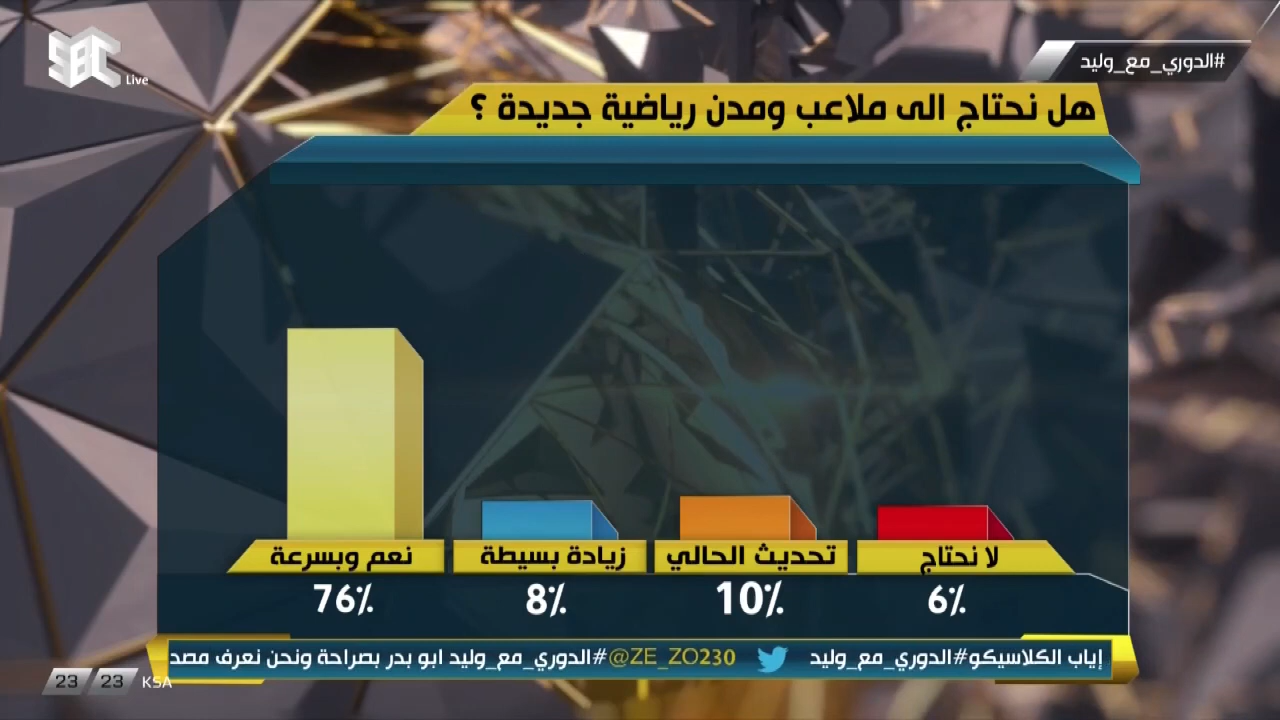 SBC
Live
#الدوري_مع_وليد
هل نحتاج الى ملاعب ومدن رياضية جديدة ؟
لا نحتاج
6٪
تحديث الحالي
10٪
زيادة بسيطة
8٪
نعم وبسرعة
76٪
إياب الكلاسيكو#الدوري_مع_وليد @ZE_ZO230 #الدوري_مع_وليد ابو بدر بصراحة ونحن نعرف مصد
23 23 KSA